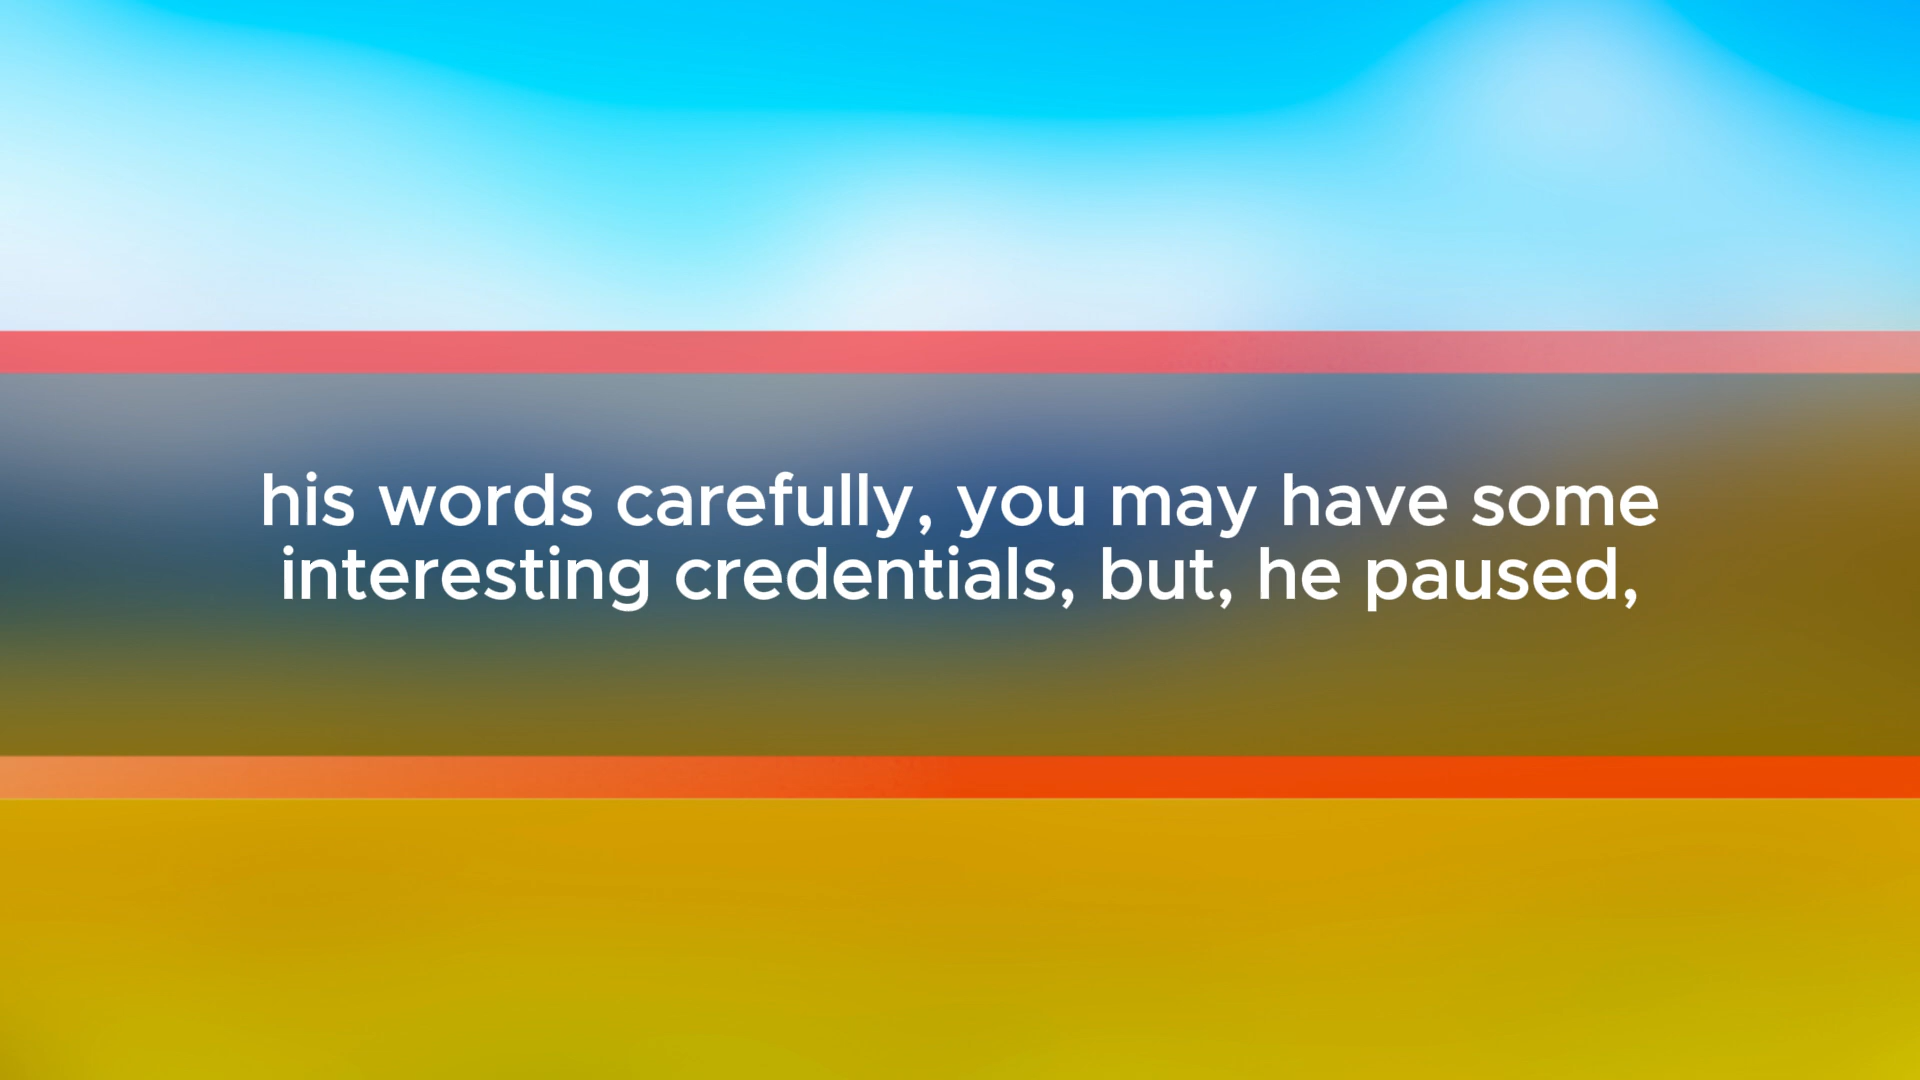 his words carefully, you may have some
interesting credentials, but, he paused,